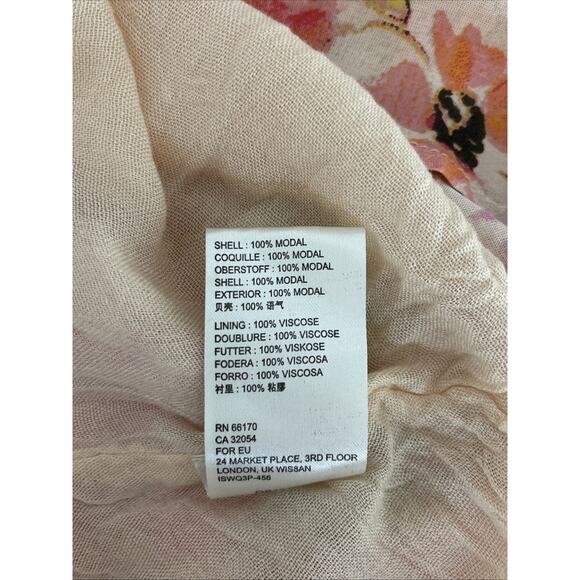 SHELL : 100% MODAL
COQUILLE : 100% MODAL
OBERSTOFF : 100% MODAL
SHELL : 100% MODAL
EXTERIOR : 100% MODAL
贝壳 : 100% 语气
LINING : 100% VISCOSE
DOUBLURE : 100% VISCOSE
FUTTER : 100% VISKOSE
FODERA : 100% VISCOSA
FORRO : 100% VISCOSA
衬里 : 100% 粘膠
RN 66170
CA 32054
FOR EU
24 MARKET PLACE, 3RD FLOOR
LONDON, UK WIS8AN
ISWQ3P-456